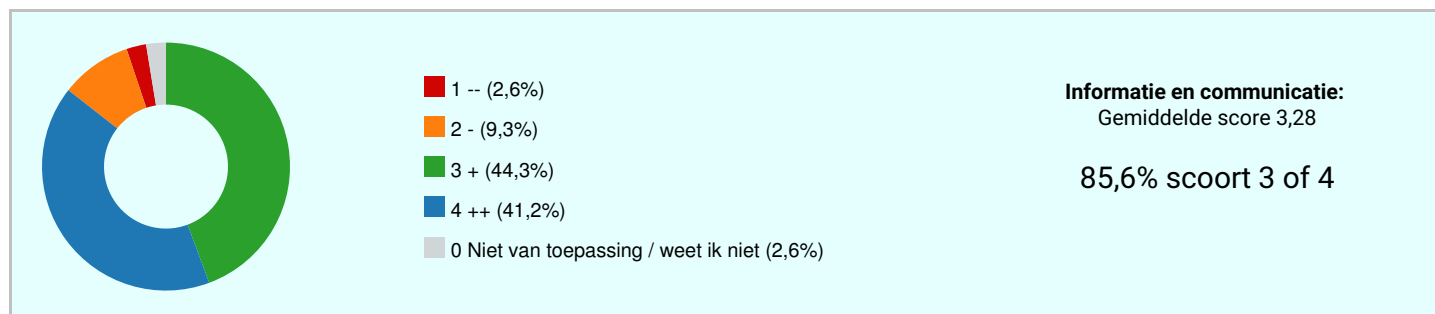 1 -- (2,6%)
2 - (9,3%)
3 + (44,3%)
4 ++ (41,2%)
0 Niet van toepassing / weet ik niet (2,6%)
Informatie en communicatie:
Gemiddelde score 3,28
85,6% scoort 3 of 4